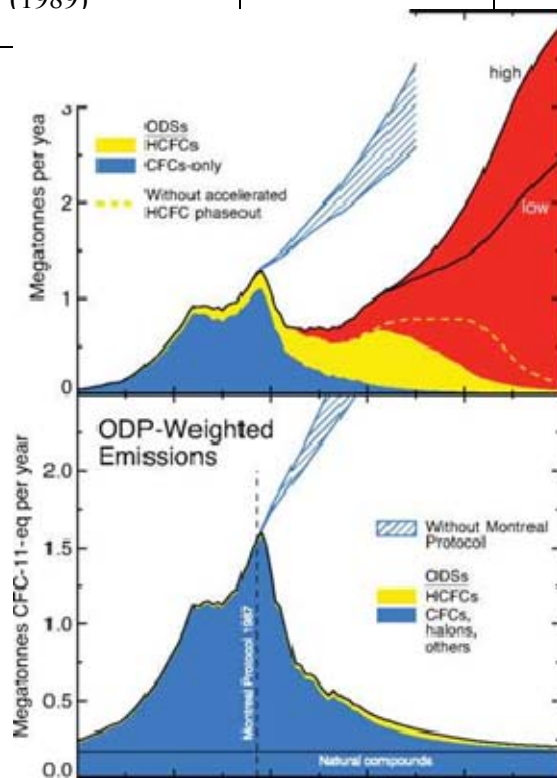 (1989)
high
low
3
2
1
0
Megatonnes per yea
ODSs
HCFCs
CFCs-only
Without accelerated
HCFC phaseout
ODP-Weighted
Emissions
2.0
1.5
1.0
0.5
0.0
Megatonnes CFC-11-eq per year
Montreal Protocol 1987
Without Montreal
Protocol
ODSs
HCFCs
CFCs,
halons,
others
Natural compounds